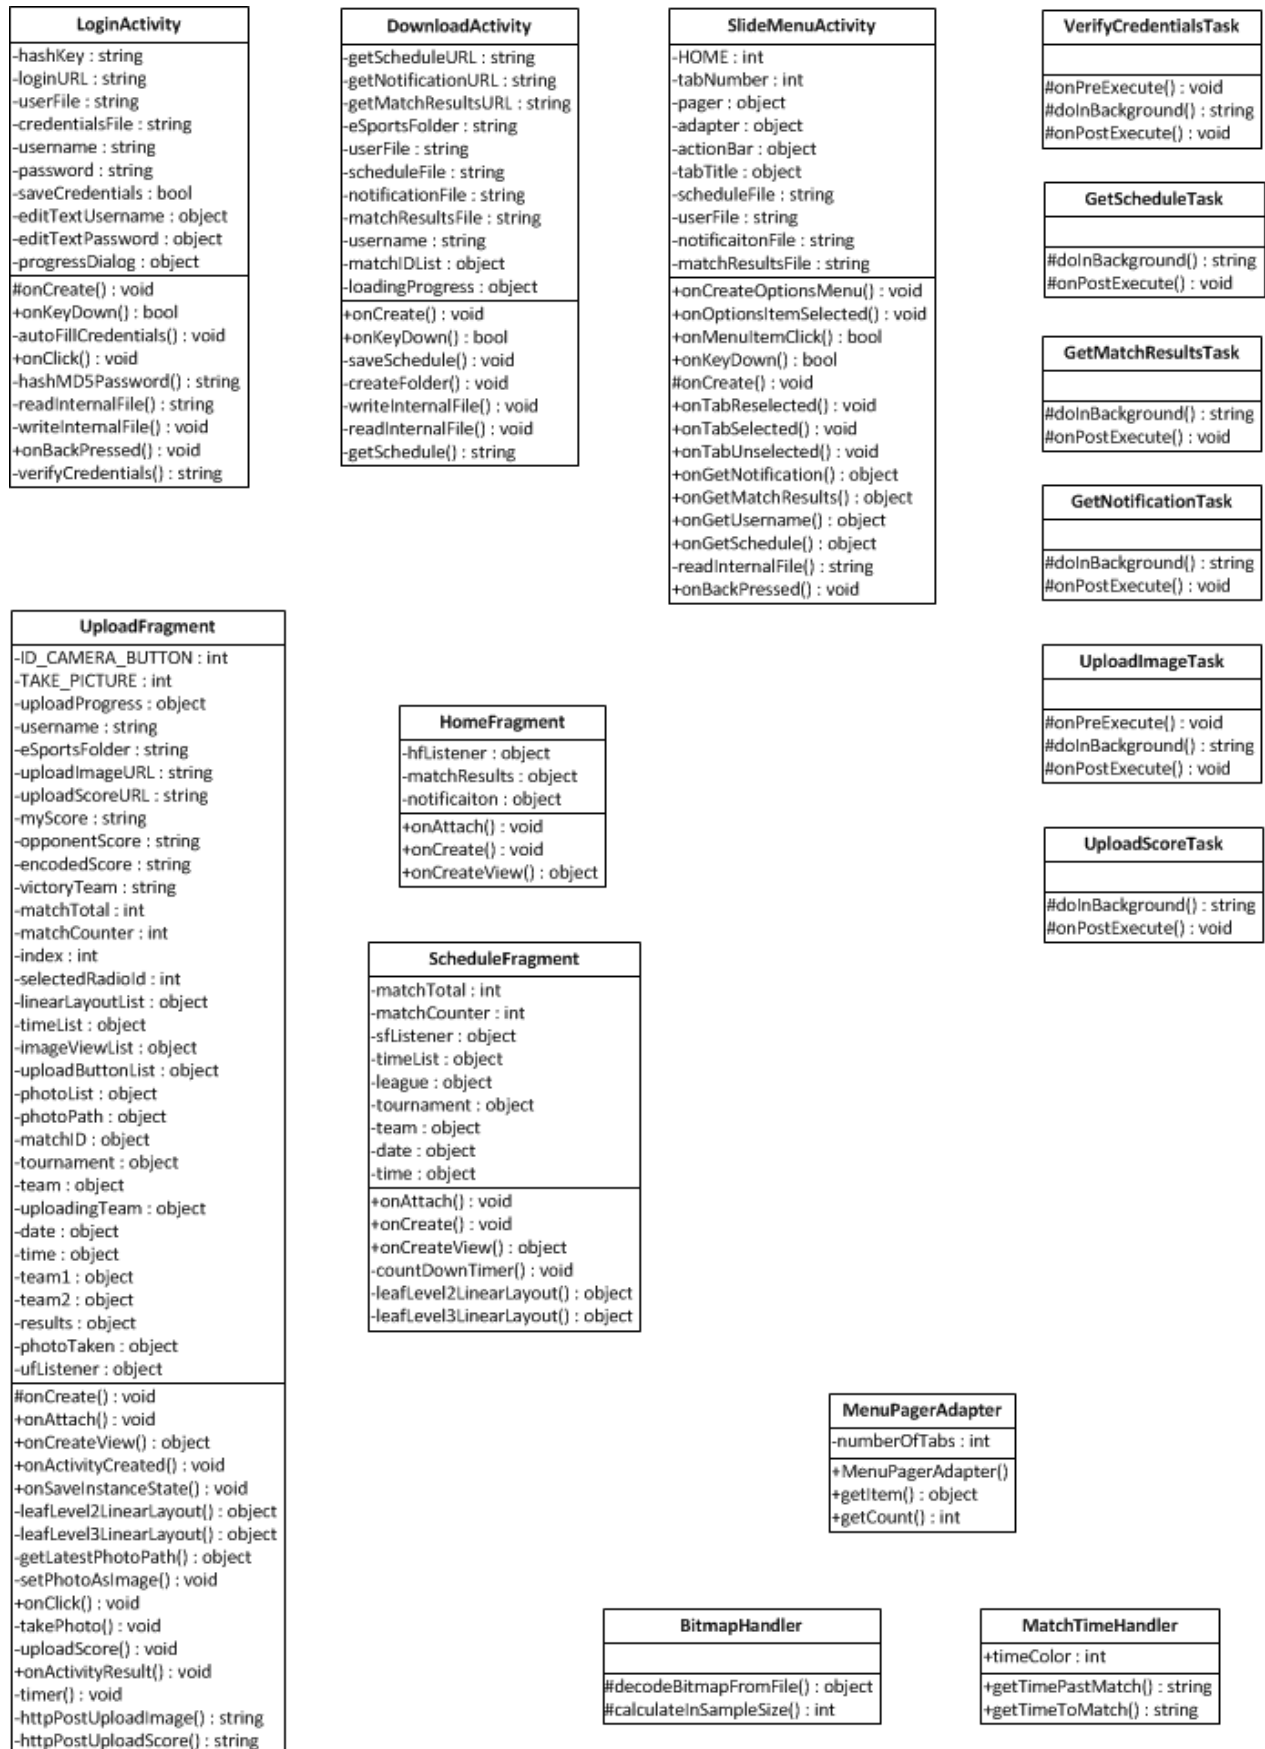 LoginActivity
-hashKey : string
-loginURL : string
-userFile : string
-credentialsFile : string
-username : string
-password : string
-saveCredentials : bool
-editTextUsername : object
-editTextPassword : object
-progressDialog : object
#onCreate() : void
+onKeyDown() : bool
-autoFillCredentials() : void
+onClick() : void
-hashMD5Password() : string
-readInternalFile() : string
-writeInternalFile() : void
+onBackPressed() : void
-verifyCredentials() : string
DownloadActivity
-getScheduleURL : string
-getNotificationURL : string
-getMatchResultsURL : string
-eSportsFolder : string
-userFile : string
-scheduleFile : string
-notificationFile : string
-matchResultsFile : string
-username : string
-matchIDList : object
-loadingProgress : object
+onCreate() : void
+onKeyDown() : bool
-saveSchedule() : void
-createFolder() : void
-writeInternalFile() : void
-readInternalFile() : void
-getSchedule() : string
SlideMenuActivity
-HOME : int
-tabNumber : int
-pager : object
-adapter : object
-actionBar : object
-tabTitle : object
-scheduleFile : string
-userFile : string
-notificaitonFile : string
-matchResultsFile : string
+onCreateOptionsMenu() : void
+onOptionsItemSelected() : void
+onMenuItemClick() : bool
+onKeyDown() : bool
#onCreate() : void
+onTabReselected() : void
+onTabSelected() : void
+onTabUnselected() : void
+onGetNotification() : object
+onGetMatchResults() : object
+onGetUsername() : object
+onGetSchedule() : object
-readInternalFile() : string
+onBackPressed() : void
VerifyCredentialsTask
#onPreExecute() : void
#doInBackground() : string
#onPostExecute() : void
GetScheduleTask
#doInBackground() : string
#onPostExecute() : void
GetMatchResultsTask
#doInBackground() : string
#onPostExecute() : void
GetNotificationTask
#doInBackground() : string
#onPostExecute() : void
UploadImageTask
#onPreExecute() : void
#doInBackground() : string
#onPostExecute() : void
UploadScoreTask
#doInBackground() : string
#onPostExecute() : void
UploadFragment
-ID_CAMERA_BUTTON : int
-TAKE_PICTURE : int
-uploadProgress : object
-username : string
-eSportsFolder : string
-uploadImageURL : string
-uploadScoreURL : string
-myScore : string
-opponentScore : string
-encodedScore : string
-victoryTeam : string
-matchTotal : int
-matchCounter : int
-index : int
-selectedRadioId : int
-linearLayoutList : object
-timeList : object
-imageViewList : object
-uploadButtonList : object
-photoList : object
-photoPath : object
-matchID : object
-tournament : object
-team : object
-uploadingTeam : object
-date : object
-time : object
-team1 : object
-team2 : object
-results : object
-photoTaken : object
-ufListener : object
#onCreate() : void
+onAttach() : void
+onCreateView() : object
+onActivityCreated() : void
+onSaveInstanceState() : void
-leafLevel2LinearLayout() : object
-leafLevel3LinearLayout() : object
-getLatestPhotoPath() : object
-setPhotoAsImage() : void
+onClick() : void
-takePhoto() : void
-uploadScore() : void
+onActivityResult() : void
-timer() : void
-httpPostUploadImage() : string
-httpPostUploadScore() : string
HomeFragment
-hfListener : object
-matchResults : object
-notificaiton : object
+onAttach() : void
+onCreate() : void
+onCreateView() : object
ScheduleFragment
-matchTotal : int
-matchCounter : int
-sfListener : object
-timeList : object
-league : object
-tournament : object
-team : object
-date : object
-time : object
+onAttach() : void
+onCreate() : void
+onCreateView() : object
-countDownTimer() : void
-leafLevel2LinearLayout() : object
-leafLevel3LinearLayout() : object
MenuPagerAdapter
-numberOfTabs : int
+MenuPagerAdapter()
+getItem() : object
+getCount() : int
BitmapHandler
#decodeBitmapFromFile() : object
#calculateInSampleSize() : int
MatchTimeHandler
+timeColor : int
+getTimePastMatch() : string
+getTimeToMatch() : string